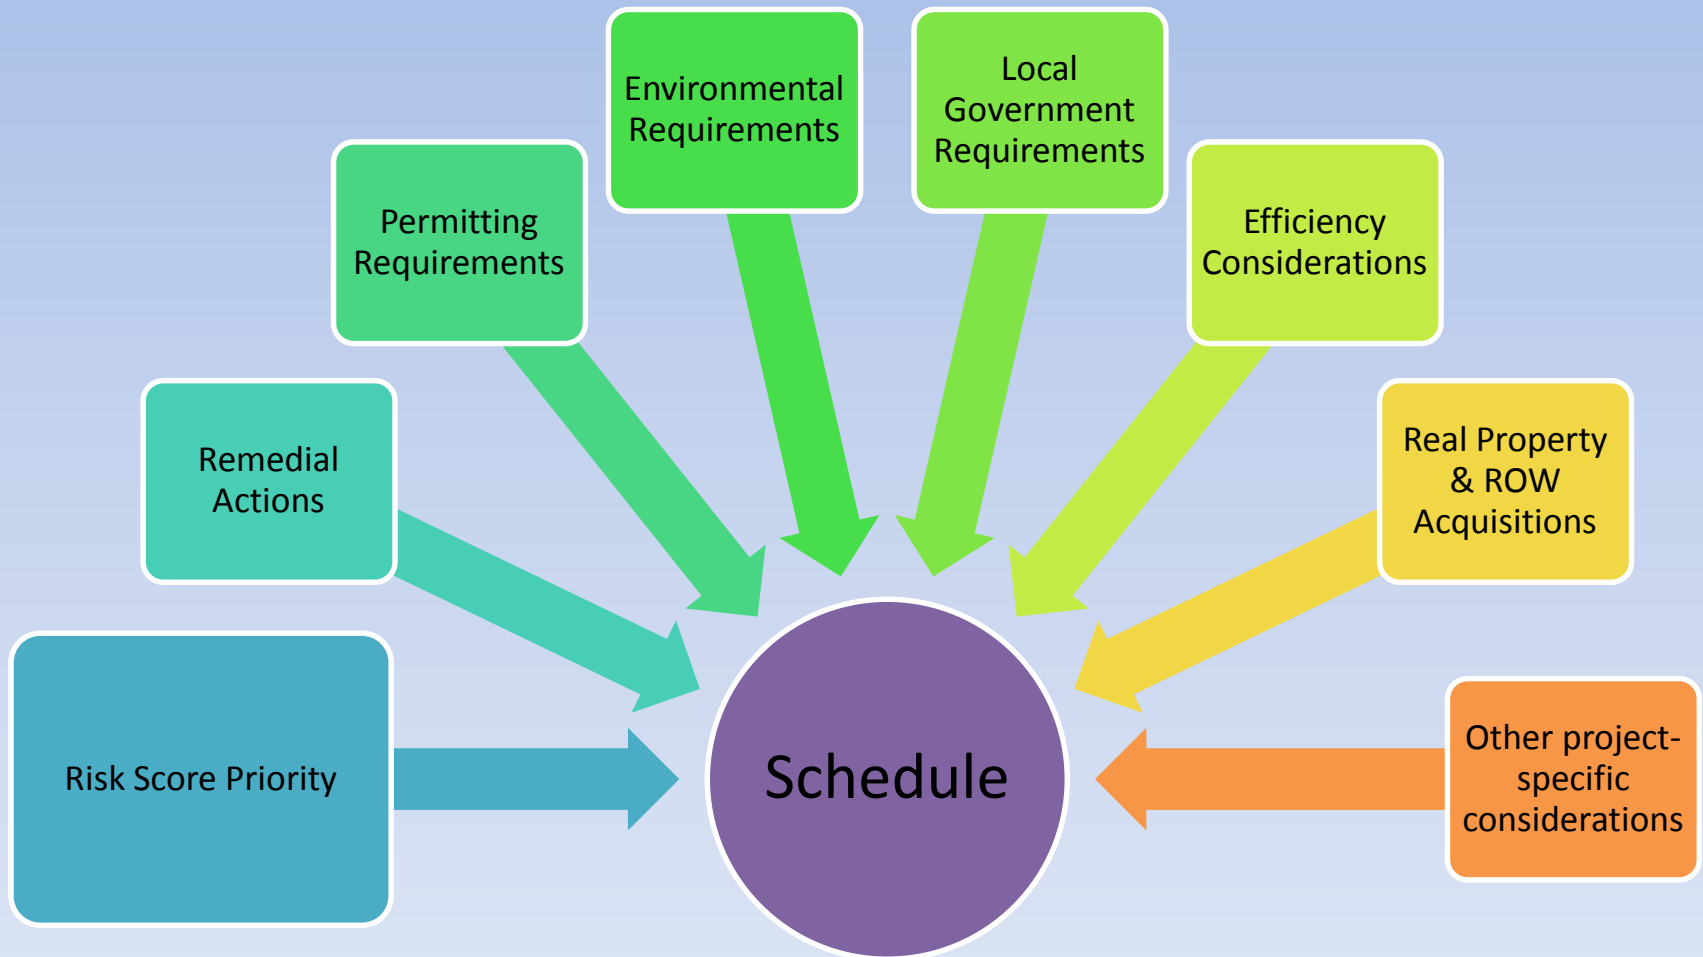 Environmental
Requirements
Local
Government
Requirements
Permitting
Requirements
Efficiency
Considerations
Remedial
Actions
Real Property
& ROW
Acquisitions
Risk Score Priority
Schedule
Other project-
specific
considerations